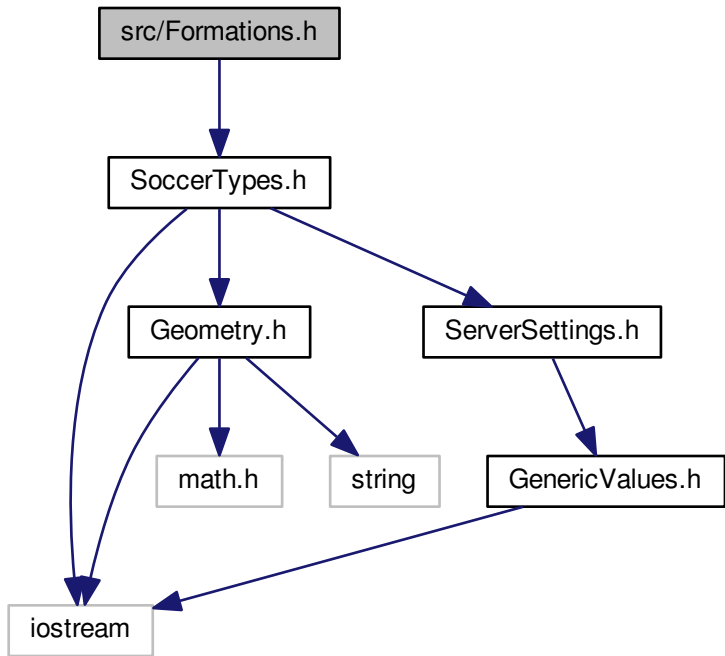 src/Formations.h
SoccerTypes.h
Geometry.h
ServerSettings.h
math.h
string
GenericValues.h
iostream